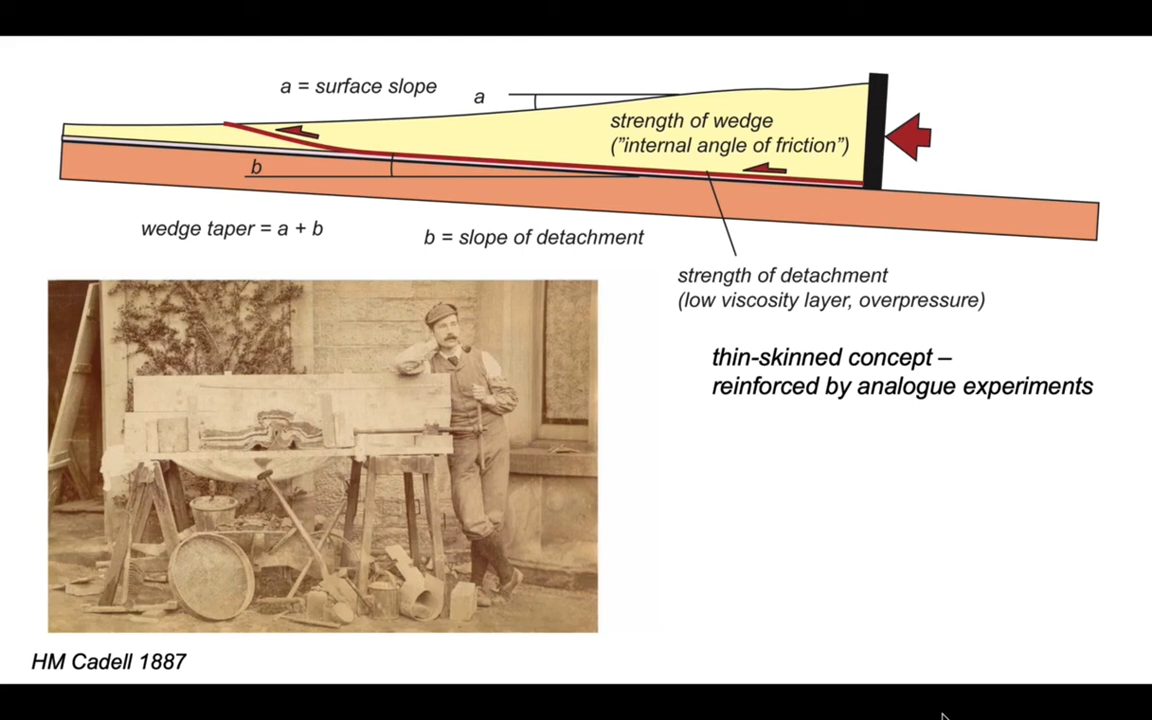 a = surface slope
a
strength of wedge
("internal angle of friction")
b
wedge taper = a + b
b = slope of detachment
strength of detachment
(low viscosity layer, overpressure)
thin-skinned concept –
reinforced by analogue experiments
HM Cadell 1887